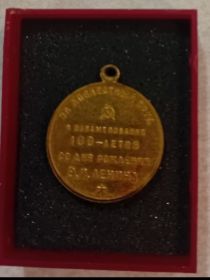 ЗА ДОБЛЕСТНЫЙ ТРУД
В ОЗНАМЕНОВАНИЕ
100-ЛЕТИЯ
СО ДНЯ РОЖДЕНИЯ
В.И.ЛЕНИНА